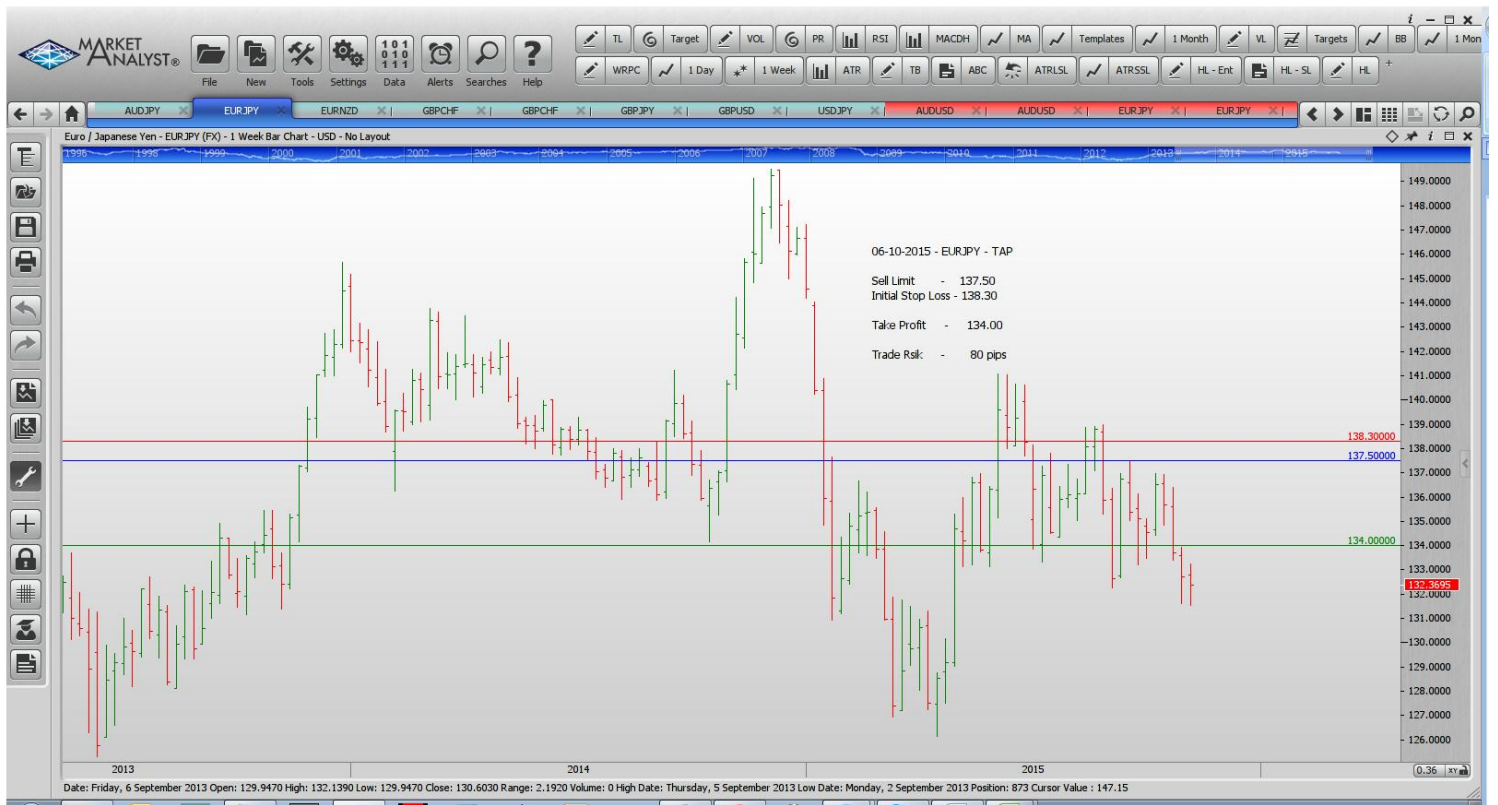 i
MARKET ANALYST®
File New Tools Settings Data Alerts Searches Help
101
010
111
?
TL Target VOL PR RSI MACDH MA Templates 1 Month VL Targets BB 1 Mon
WRPC 1 Day 1 Week ATR TB ABC ATRLSL ATRSSL HL - Ent HL - SL HL +
AUDJPY EURJPY EURNZD GBPCHF GBPCHF GBPJPY GBPUSD USDJPY AUDUSD AUDUSD EURJPY EURJPY
Euro / Japanese Yen - EURJPY (FX) - 1 Week Bar Chart - USD - No Layout
1996 1998 1999 2000 2001 2002 2003 2004 2005 2006 2007 2008 2009 2010 2011 2012 2013 2014 2015
06-10-2015 - EURJPY - TAP
Sell Limit - 137.50
Initial Stop Loss - 138.30
Take Profit - 134.00
Trade Rsik - 80 pips
149.0000
148.0000
147.0000
146.0000
145.0000
144.0000
143.0000
142.0000
141.0000
140.0000
139.0000
138.30000
138.0000
137.50000
137.0000
136.0000
135.0000
134.00000
134.0000
133.0000
132.3695
132.0000
131.0000
130.0000
129.0000
128.0000
127.0000
126.0000
2013 2014 2015
0.36 XY
Date: Friday, 6 September 2013 Open: 129.9470 High: 132.1390 Low: 129.9470 Close: 130.6030 Range: 2.1920 Volume: 0 High Date: Thursday, 5 September 2013 Low Date: Monday, 2 September 2013 Position: 873 Cursor Value : 147.15